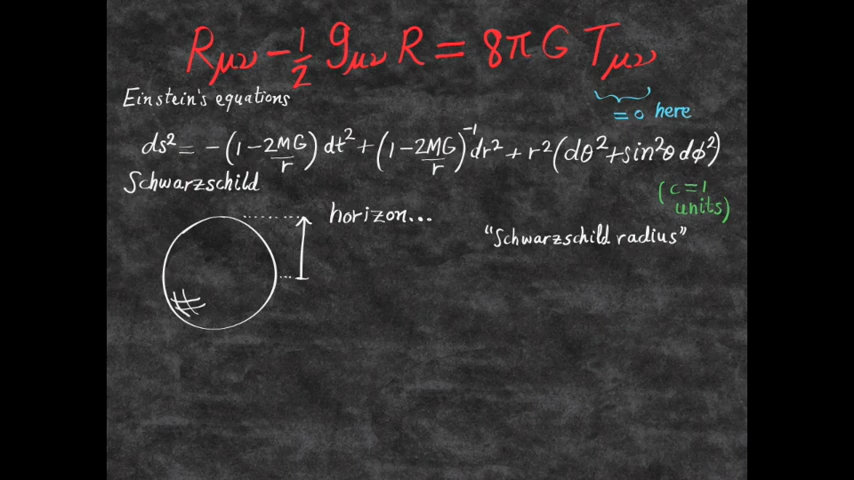 Rμν − 1/2 gμν R = 8πG Tμν
Einstein's equations
= 0 here
ds² = −(1−2MG/r) dt² + (1−2MG/r)⁻¹ dr² + r² (dθ² + sin²θ dϕ²)
Schwarzschild
(c=1
units)
horizon...
"Schwarzschild radius"